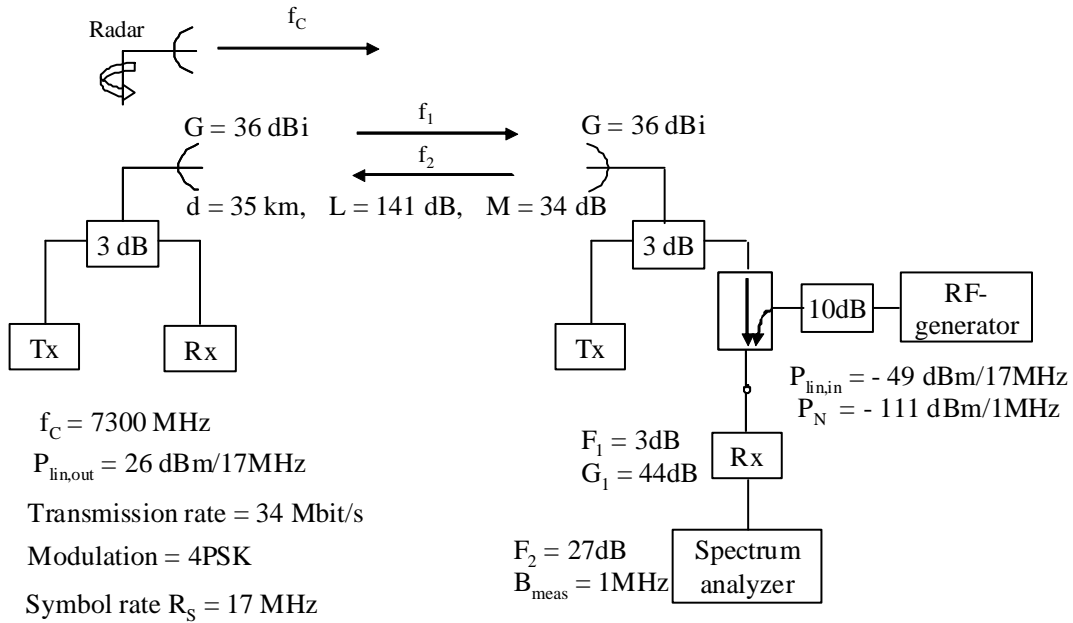 f_C
Radar
f_1
G = 36 dBi
G = 36 dBi
f_2
d = 35 km, L = 141 dB, M = 34 dB
3 dB
3 dB
Tx
Rx
Tx
10dB
RF-
generator
P_lin,in = - 49 dBm/17MHz
P_N = - 111 dBm/1MHz
f_C = 7300 MHz
P_lin,out = 26 dBm/17MHz
Transmission rate = 34 Mbit/s
Modulation = 4PSK
Symbol rate R_S = 17 MHz
F_1 = 3dB
G_1 = 44dB
Rx
F_2 = 27dB
B_meas = 1MHz
Spectrum
analyzer